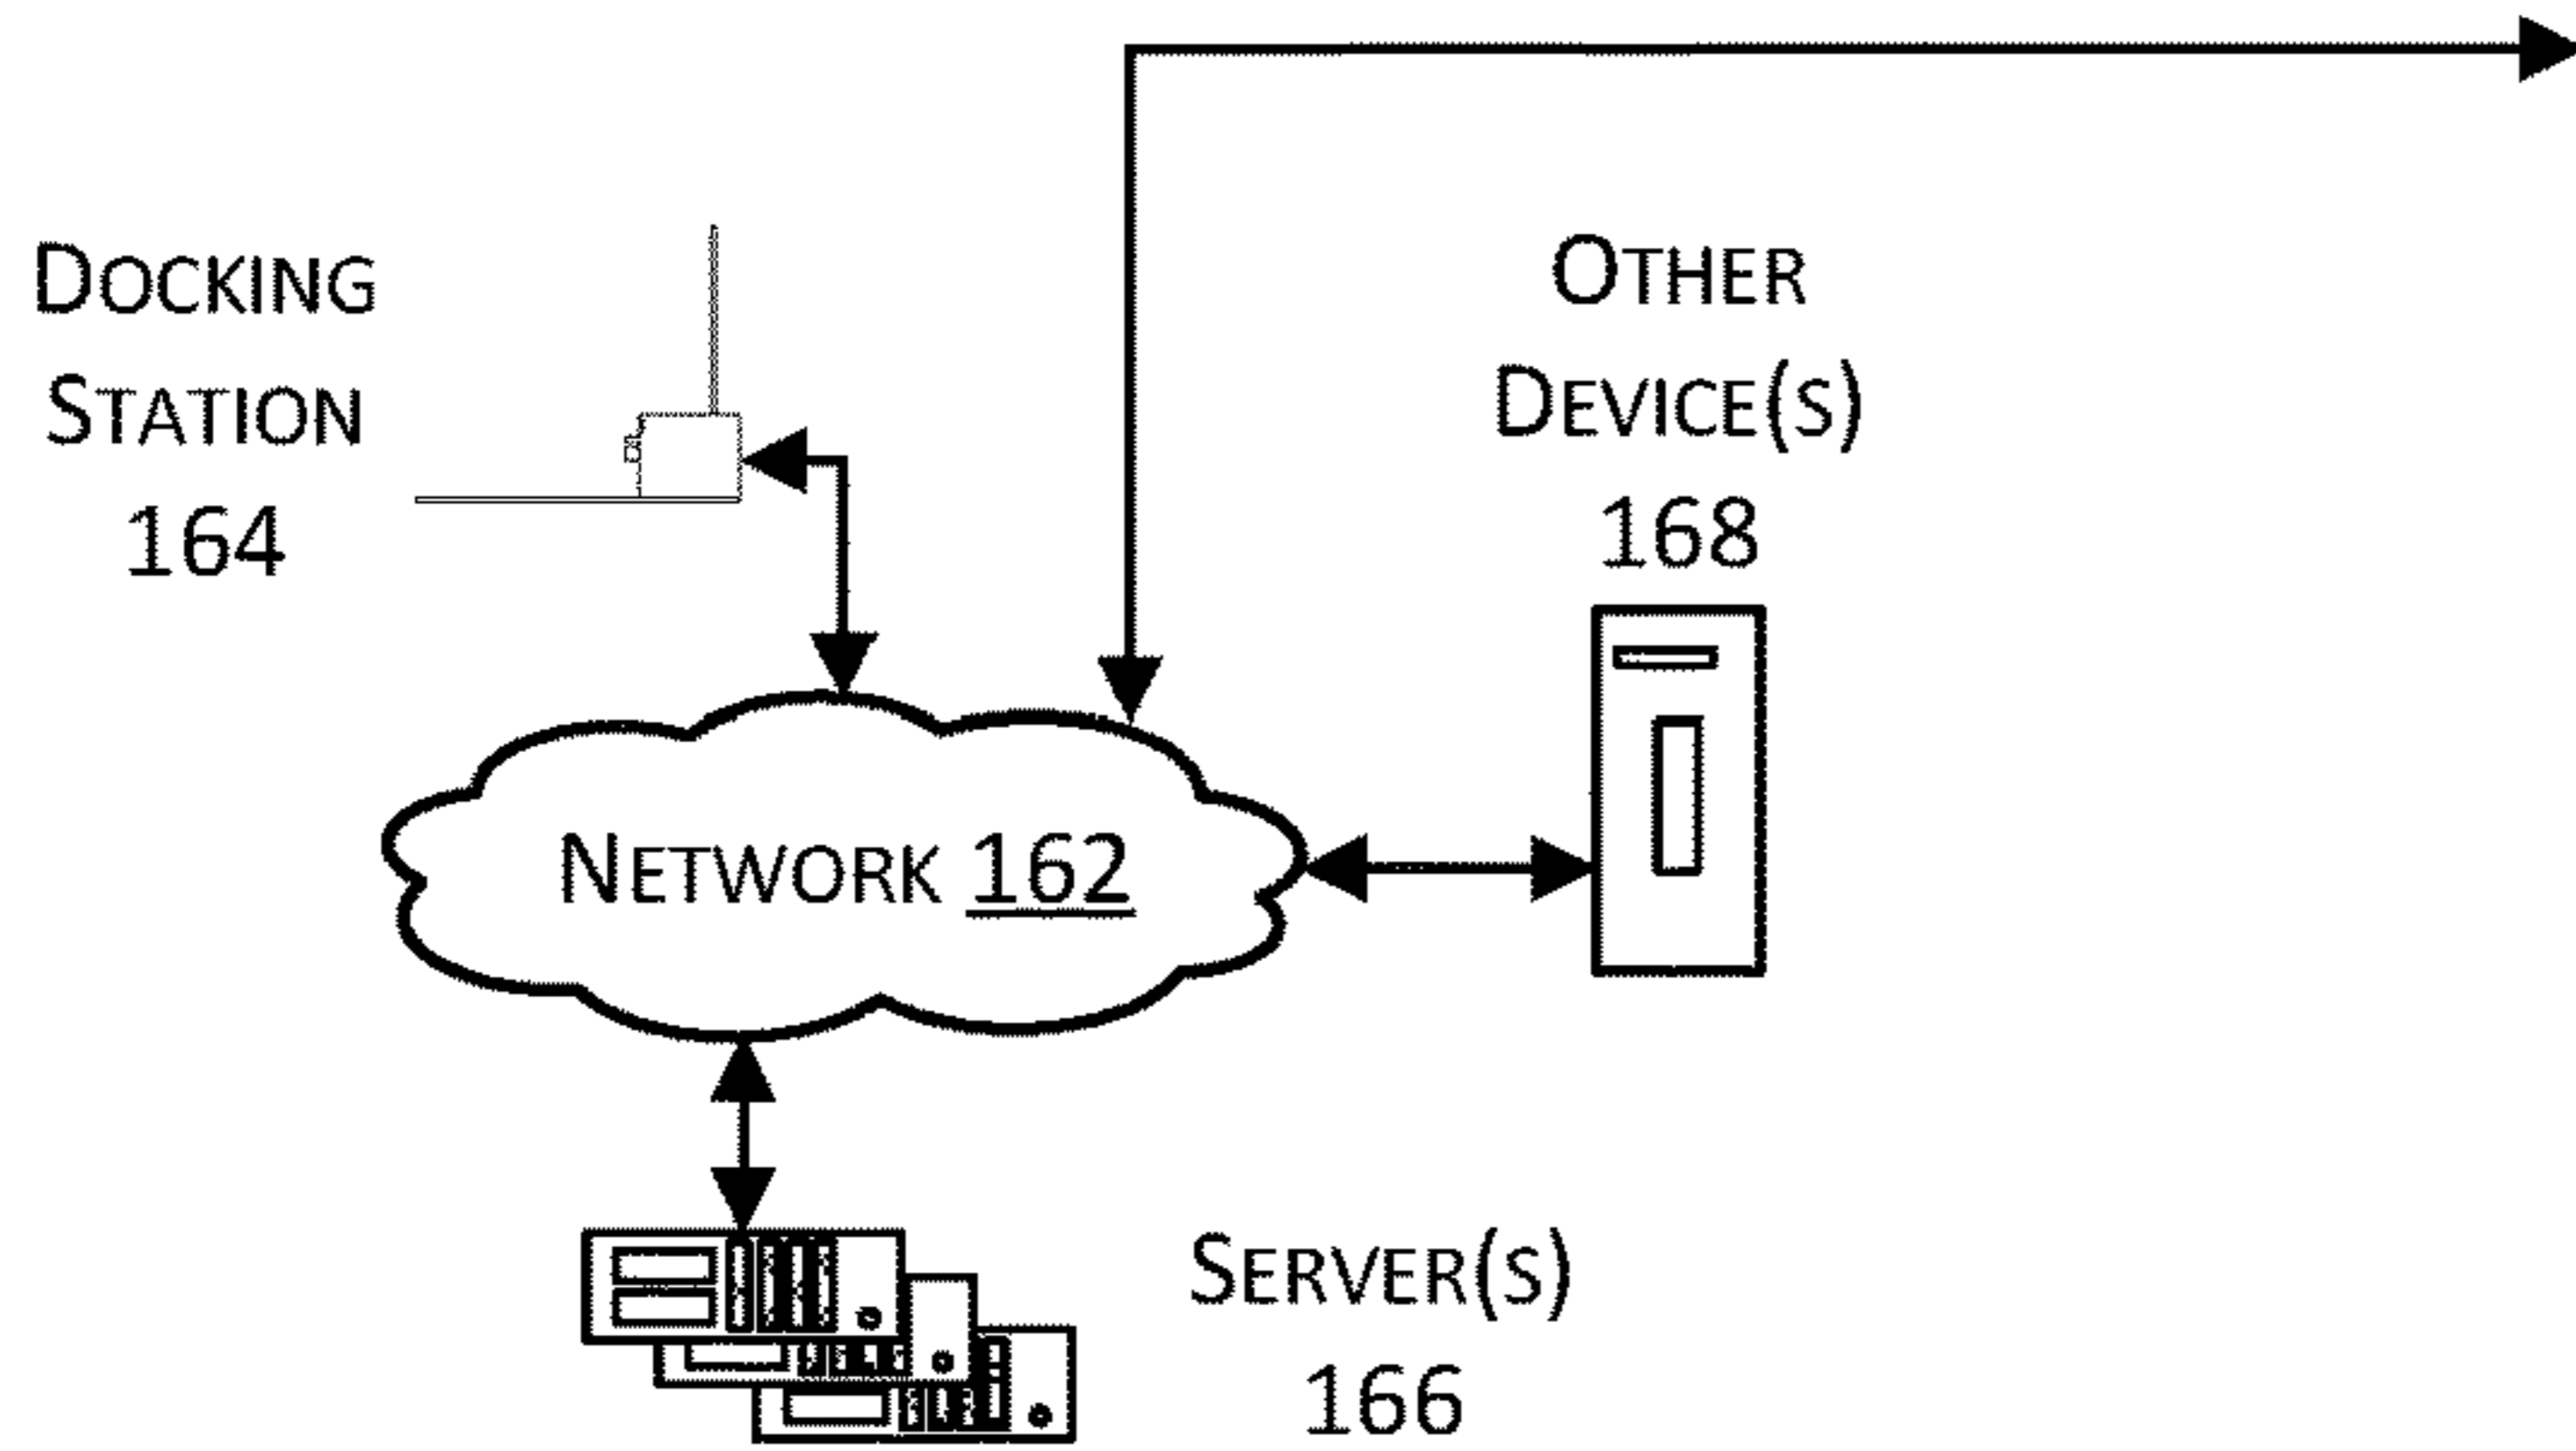 DOCKING
STATION
164
OTHER
DEVICE(S)
168
NETWORK 162
SERVER(S)
166